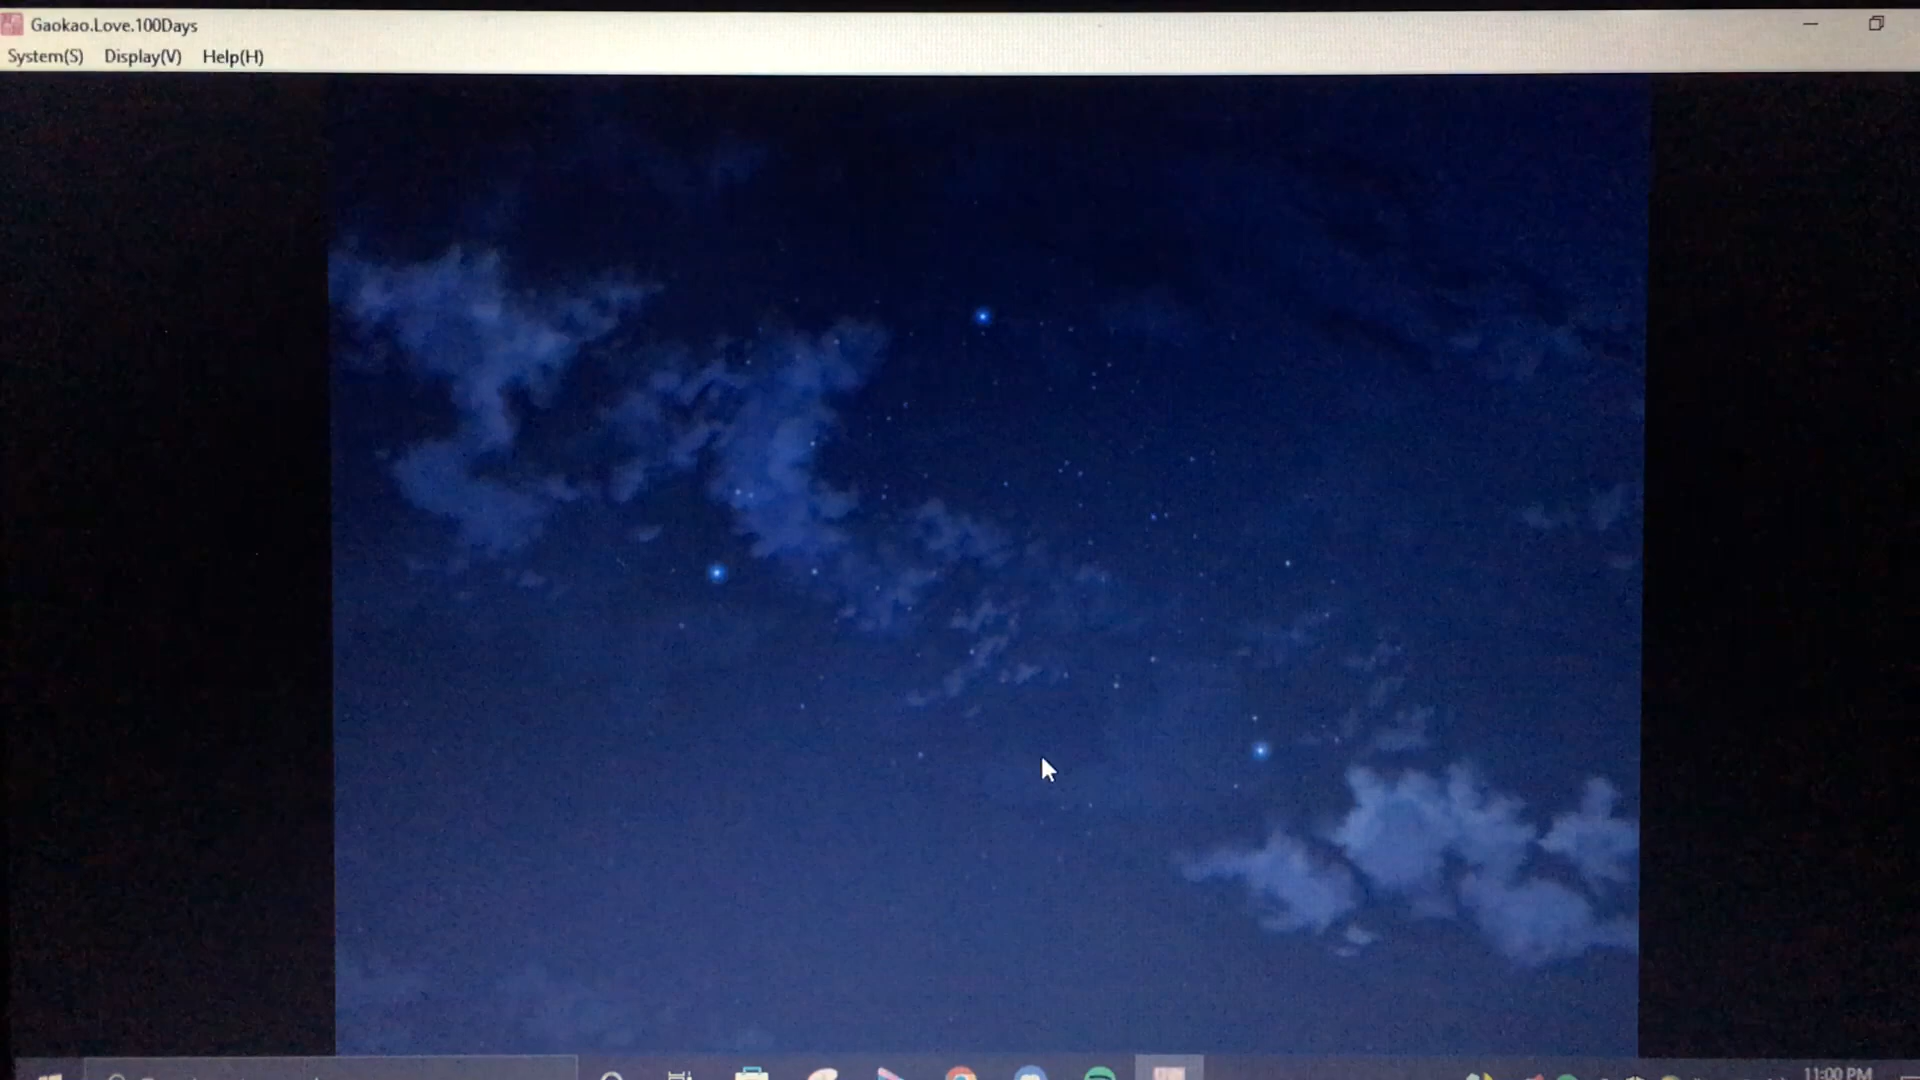 Gaokao.Love.100Days
System(S) Display(V) Help(H)
11:00 PM